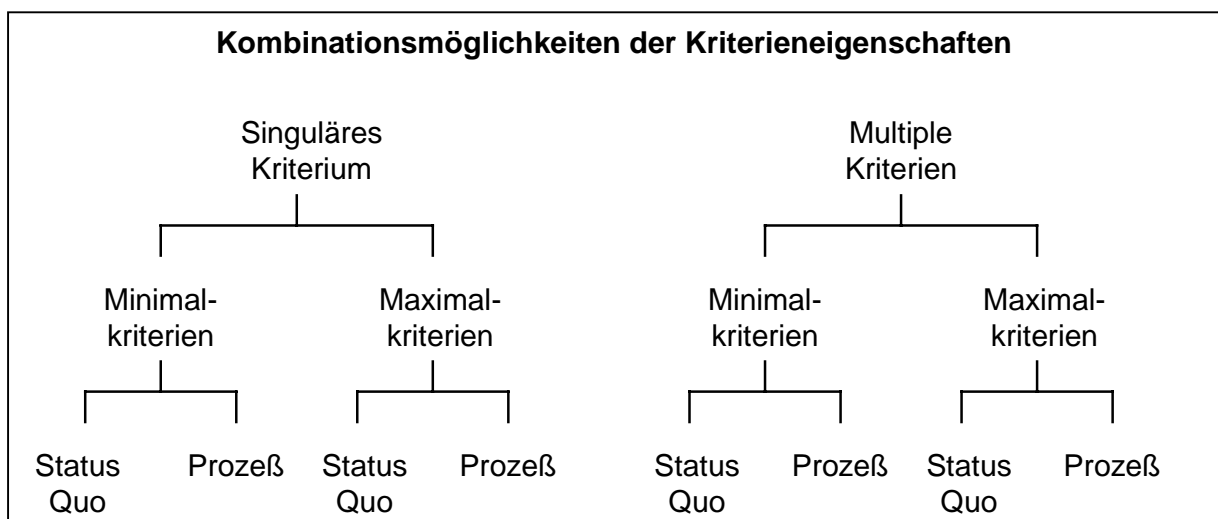 Kombinationsmöglichkeiten der Kriterieneigenschaften
Singuläres
Kriterium
Multiple
Kriterien
Minimal-
kriterien
Maximal-
kriterien
Minimal-
kriterien
Maximal-
kriterien
Status
Quo
Prozeß
Status
Quo
Prozeß
Status
Quo
Prozeß
Status
Quo
Prozeß